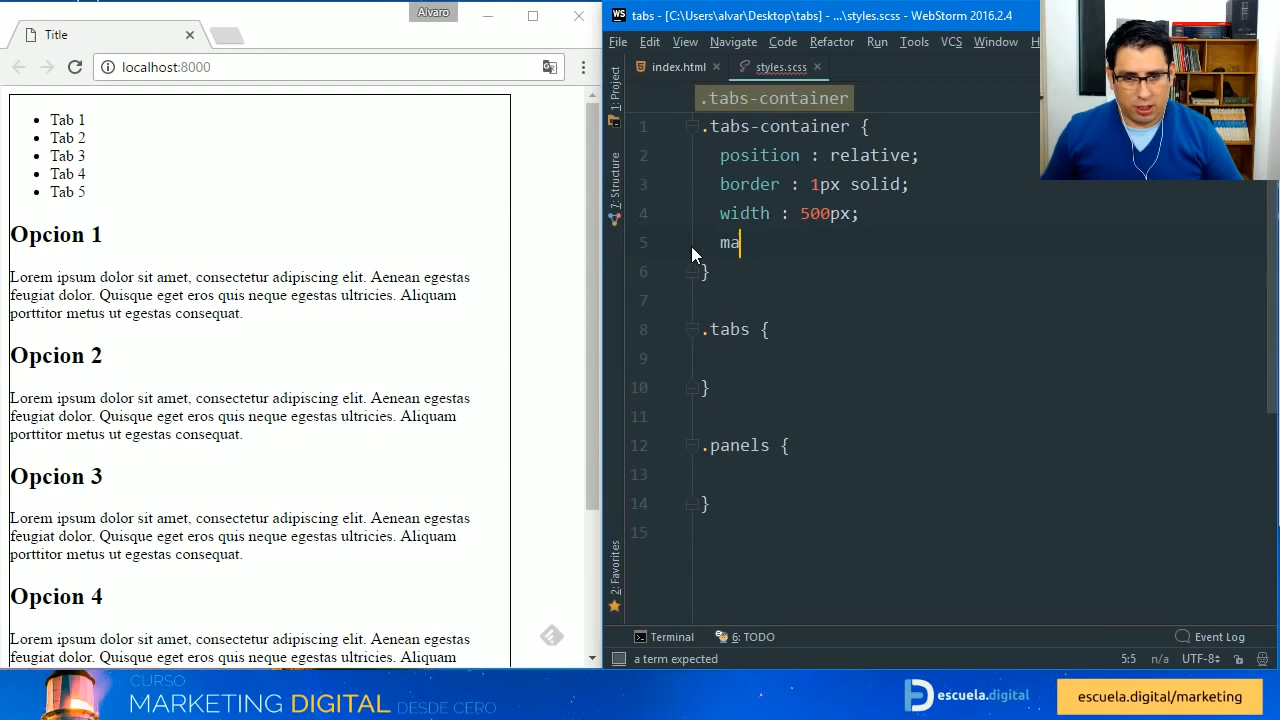 Alvaro
Title
localhost:8000
Tab 1
Tab 2
Tab 3
Tab 4
Tab 5
Opcion 1
Lorem ipsum dolor sit amet, consectetur adipiscing elit. Aenean egestas
feugiat dolor. Quisque eget eros quis neque egestas ultricies. Aliquam
porttitor metus ut egestas consequat.
Opcion 2
Lorem ipsum dolor sit amet, consectetur adipiscing elit. Aenean egestas
feugiat dolor. Quisque eget eros quis neque egestas ultricies. Aliquam
porttitor metus ut egestas consequat.
Opcion 3
Lorem ipsum dolor sit amet, consectetur adipiscing elit. Aenean egestas
feugiat dolor. Quisque eget eros quis neque egestas ultricies. Aliquam
porttitor metus ut egestas consequat.
Opcion 4
Lorem ipsum dolor sit amet, consectetur adipiscing elit. Aenean egestas
feugiat dolor. Quisque eget eros quis neque egestas ultricies. Aliquam
WS tabs - [C:\Users\alvar\Desktop\tabs] - ...\styles.scss - WebStorm 2016.2.4
File Edit View Navigate Code Refactor Run Tools VCS Window H
index.html styles.scss
1: Project
7: Structure
2: Favorites
.tabs-container
1 .tabs-container {
2 position : relative;
3 border : 1px solid;
4 width : 500px;
5 ma
6 }
7
8 .tabs {
9
10 }
11
12 .panels {
13
14 }
15
Terminal 6: TODO Event Log
a term expected 5:5 n/a UTF-8
CURSO
MARKETING DIGITAL DESDE CERO
escuela.digital
escuela.digital/marketing